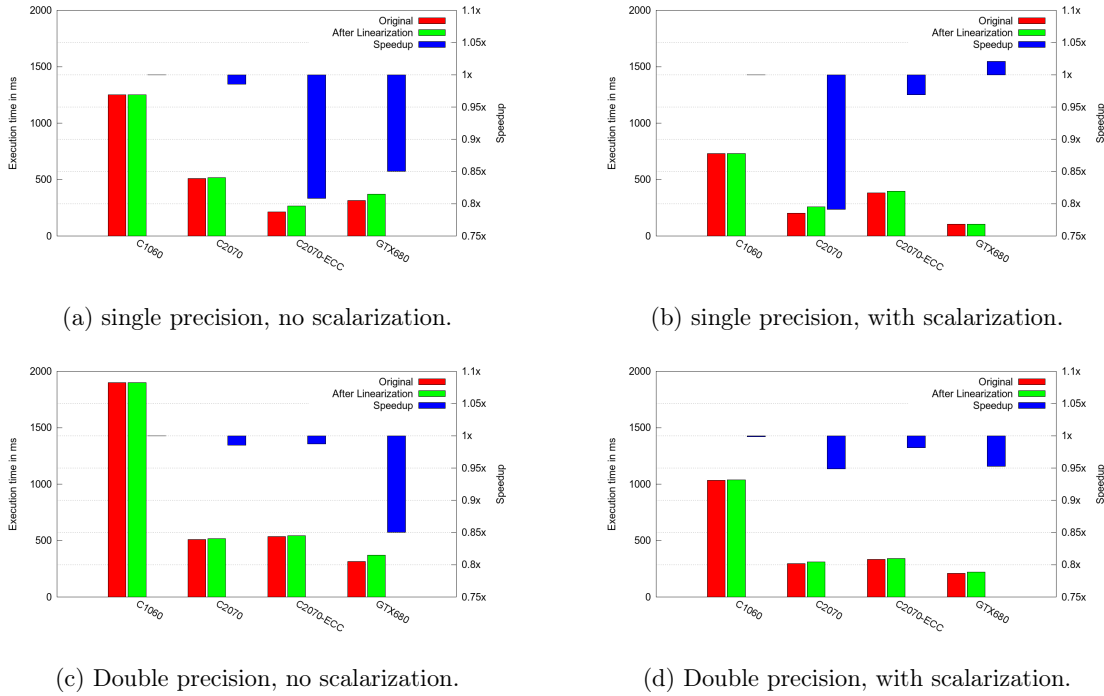 2000
1500
1000
500
0
Execution time in ms
Original
After Linearization
Speedup
1.1x
1.05x
1x
0.95x
0.9x
0.85x
0.8x
0.75x
Speedup
C1060
C2070
C2070-ECC
GTX680
(a) single precision, no scalarization.
2000
1500
1000
500
0
Execution time in ms
Original
After Linearization
Speedup
1.1x
1.05x
1x
0.95x
0.9x
0.85x
0.8x
0.75x
Speedup
C1060
C2070
C2070-ECC
GTX680
(b) single precision, with scalarization.
2000
1500
1000
500
0
Execution time in ms
Original
After Linearization
Speedup
1.1x
1.05x
1x
0.95x
0.9x
0.85x
0.8x
0.75x
Speedup
C1060
C2070
C2070-ECC
GTX680
(c) Double precision, no scalarization.
2000
1500
1000
500
0
Execution time in ms
Original
After Linearization
Speedup
1.1x
1.05x
1x
0.95x
0.9x
0.85x
0.8x
0.75x
Speedup
C1060
C2070
C2070-ECC
GTX680
(d) Double precision, with scalarization.